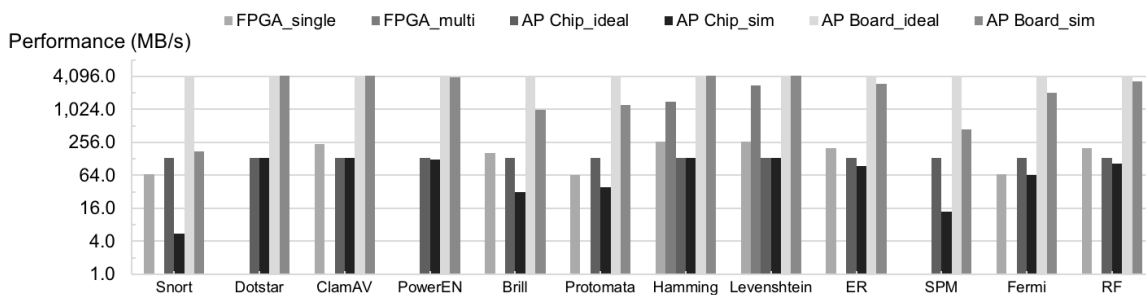 FPGA_single FPGA_multi AP Chip_ideal AP Chip_sim AP Board_ideal AP Board_sim
Performance (MB/s)
4,096.0
1,024.0
256.0
64.0
16.0
4.0
1.0
Snort Dotstar ClamAV PowerEN Brill Protomata Hamming Levenshtein ER SPM Fermi RF